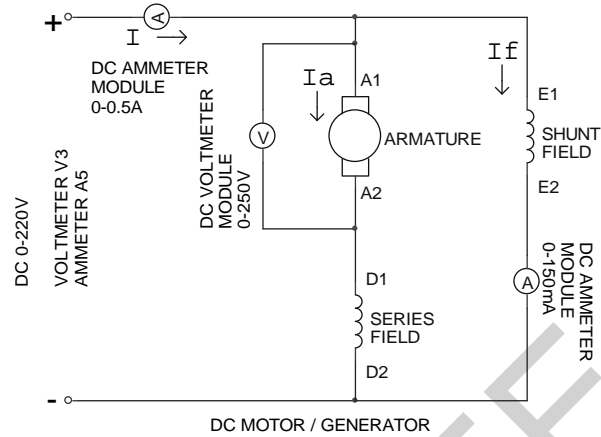 +
A
I
DC AMMETER
MODULE
0-0.5A
DC 0-220V
VOLTMETER V3
AMMETER A5
DC VOLTMETER
MODULE
0-250V
V
Ia
A1
ARMATURE
A2
If
E1
SHUNT
FIELD
E2
D1
SERIES
FIELD
D2
A
DC AMMETER
MODULE
0-150mA
-
DC MOTOR / GENERATOR